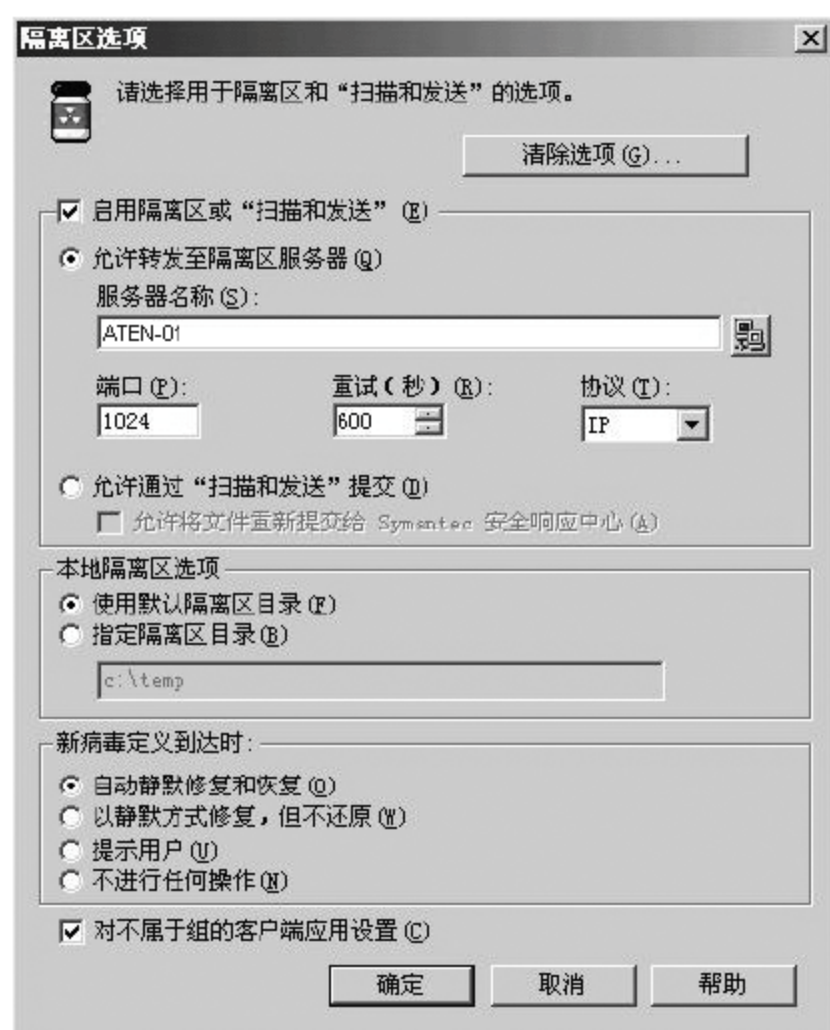 隔离区选项
请选择用于隔离区和“扫描和发送”的选项。
清除选项(G)...
启用隔离区或“扫描和发送”(E)
允许转发至隔离区服务器(Q)
服务器名称(S):
ATEN-01
端口(P): 重试(秒)(R): 协议(T):
1024 600 IP
允许通过“扫描和发送”提交(D)
允许将文件重新提交给 Symantec 安全响应中心(A)
本地隔离区选项
使用默认隔离区目录(F)
指定隔离区目录(B)
c:\temp
新病毒定义到达时:
自动静默修复和恢复(O)
以静默方式修复,但不还原(W)
提示用户(U)
不进行任何操作(N)
对不属于组的客户端应用设置(C)
确定 取消 帮助